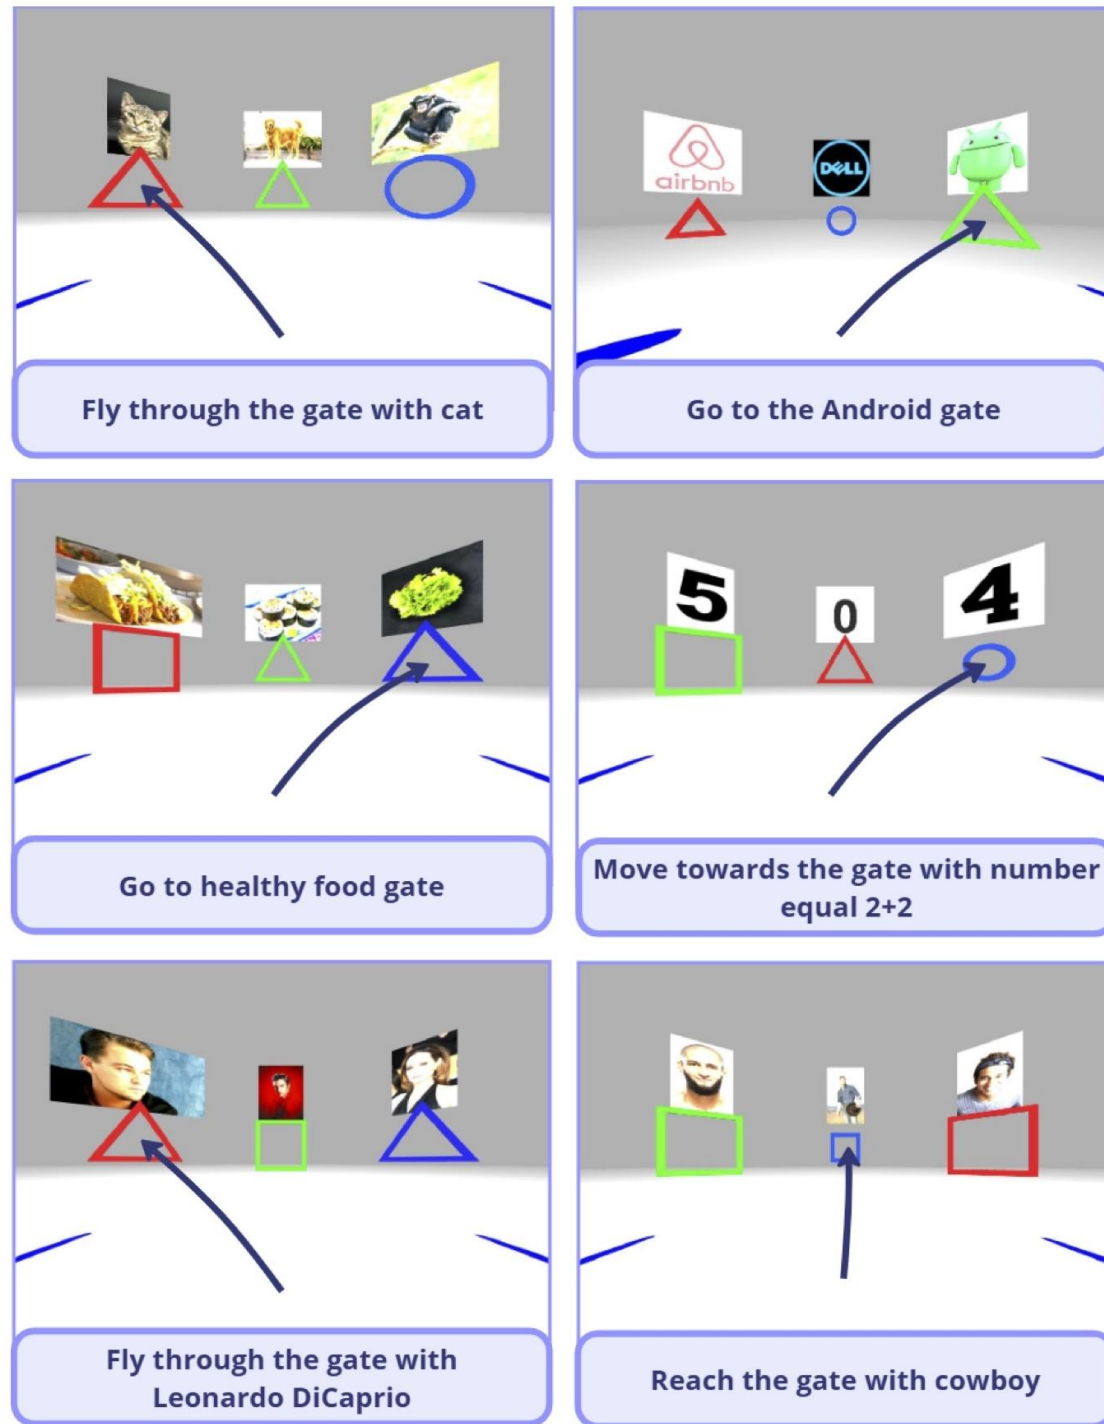 airbnb
DELL
Fly through the gate with cat
Go to the Android gate
5
0
4
Go to healthy food gate
Move towards the gate with number
equal 2+2
Fly through the gate with
Leonardo DiCaprio
Reach the gate with cowboy